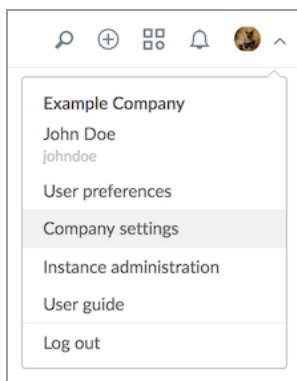 Example Company
John Doe
johndoe
User preferences
Company settings
Instance administration
User guide
Log out